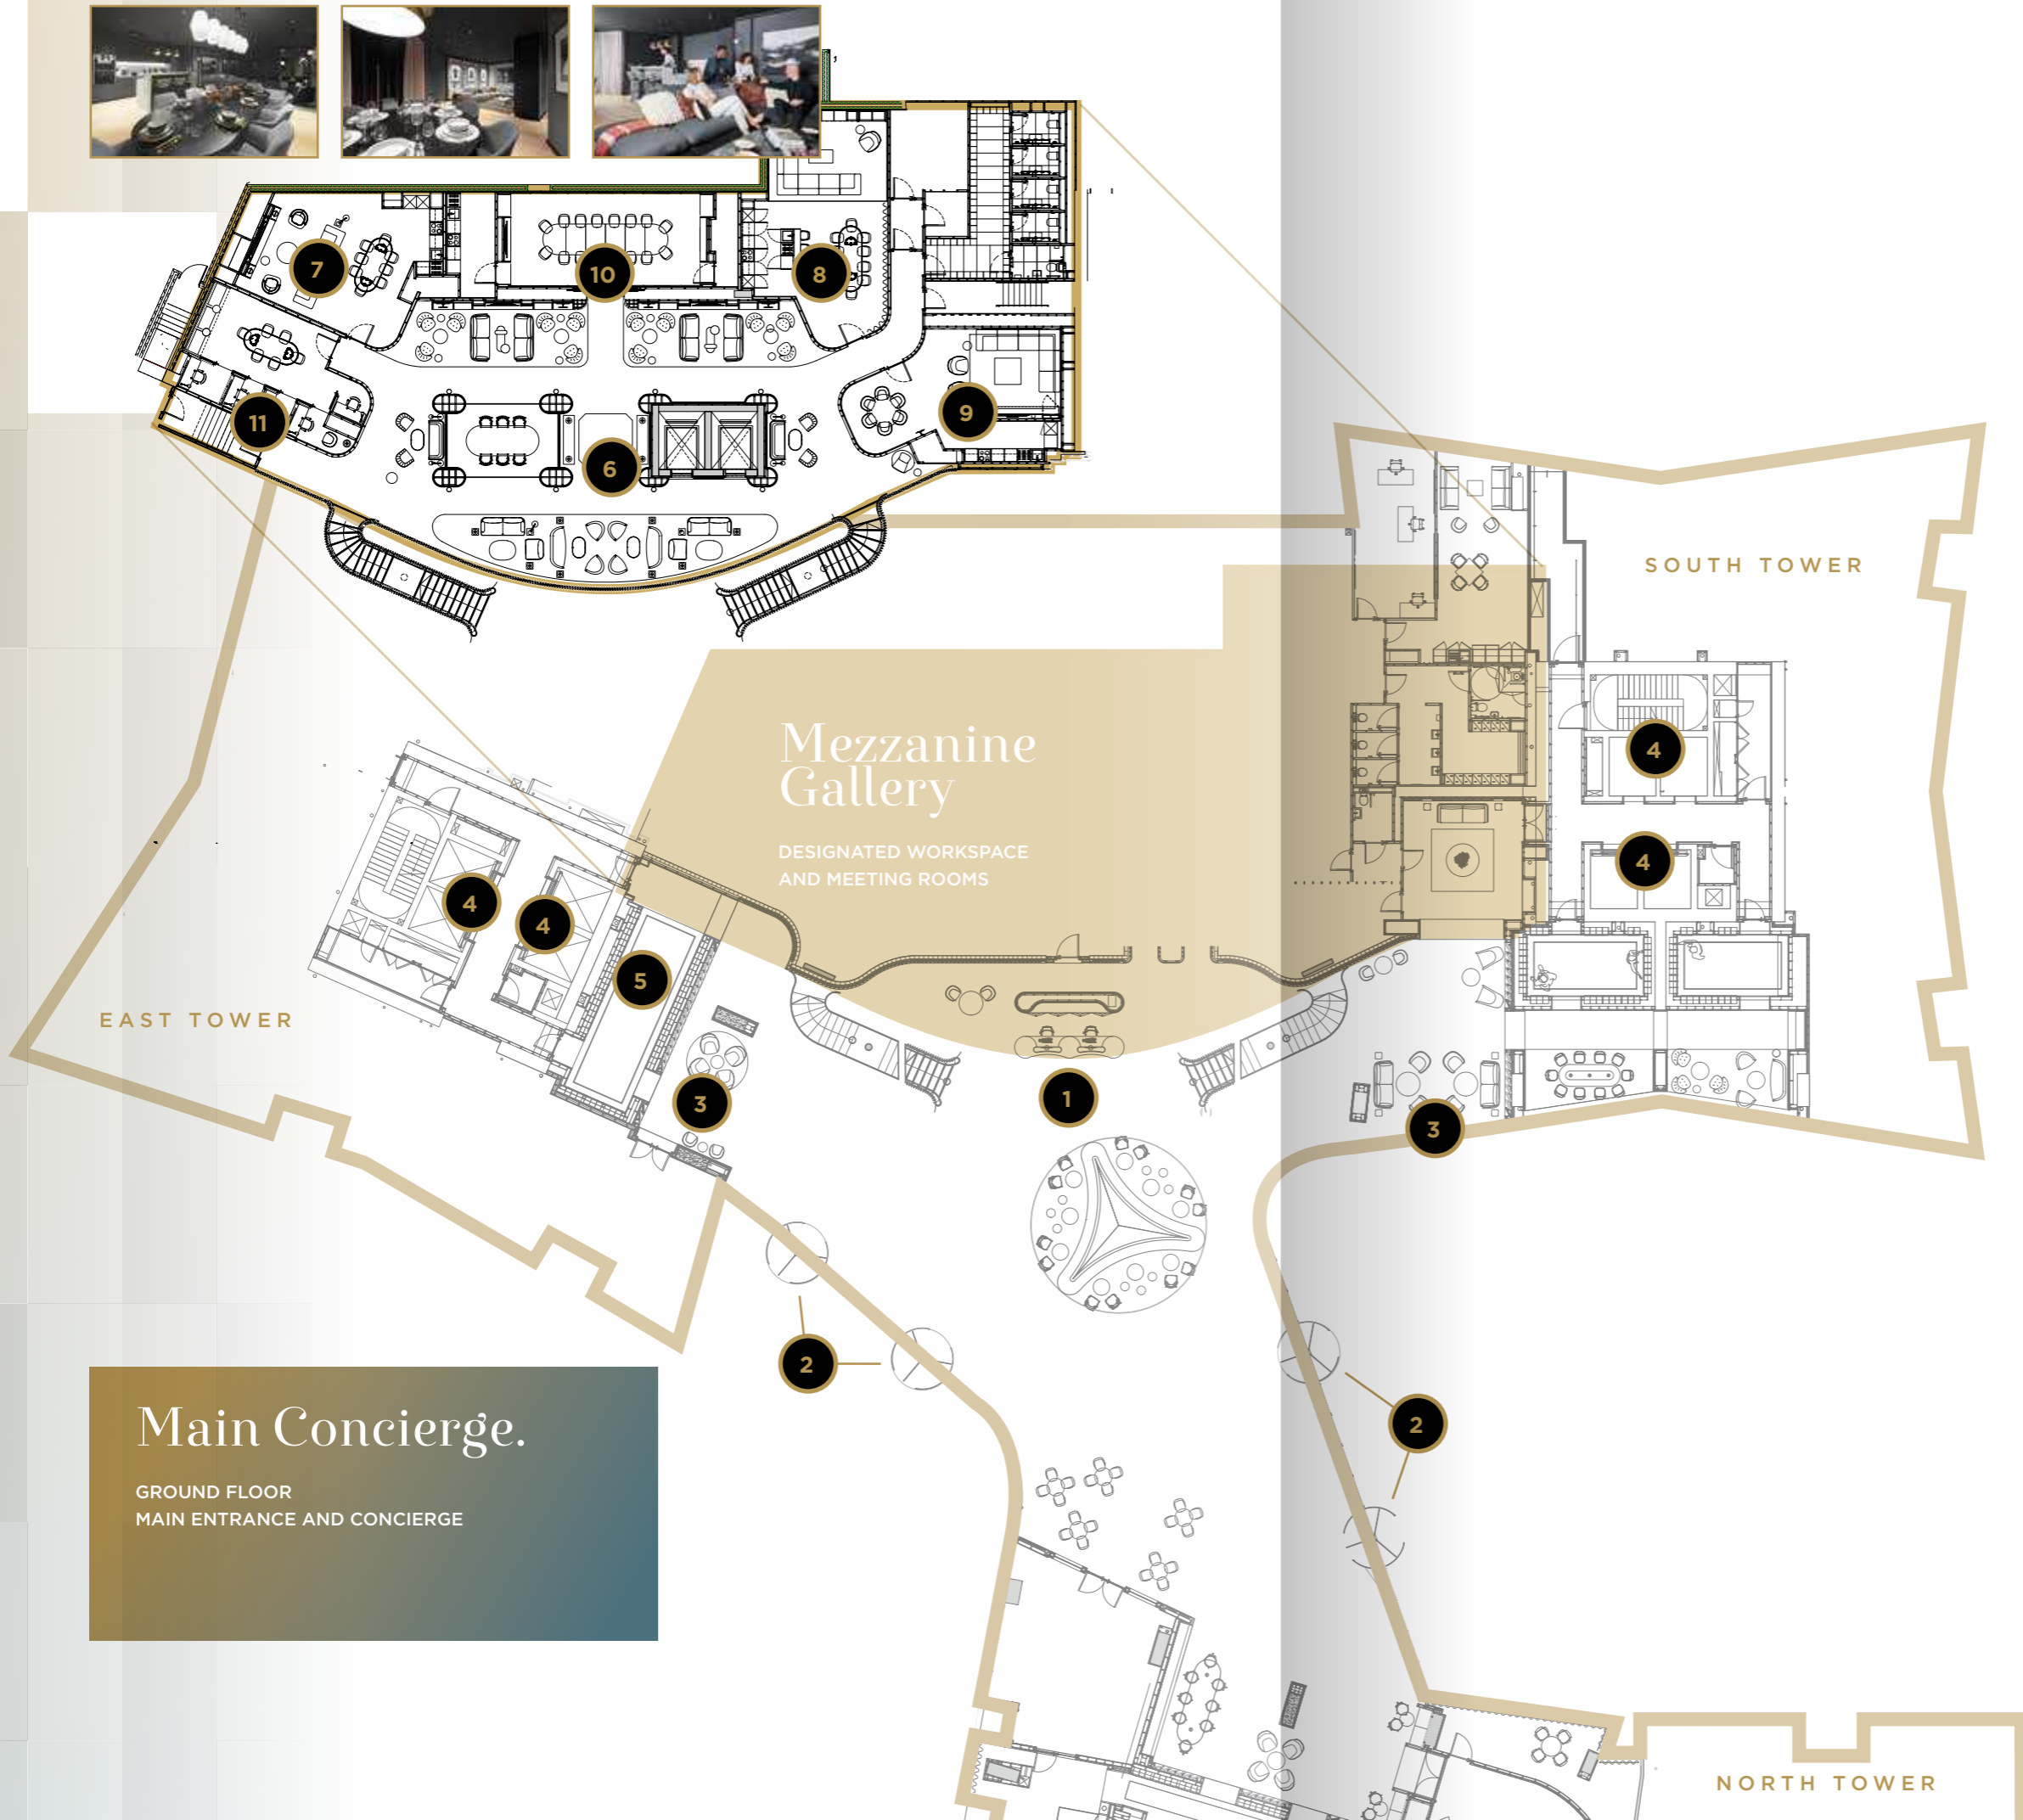 7
10
8
11
6
9
SOUTH TOWER
Mezzanine
Gallery
DESIGNATED WORKSPACE
AND MEETING ROOMS
4
4
4
4
5
EAST TOWER
3
1
3
2
2
Main Concierge.
GROUND FLOOR
MAIN ENTRANCE AND CONCIERGE
NORTH TOWER